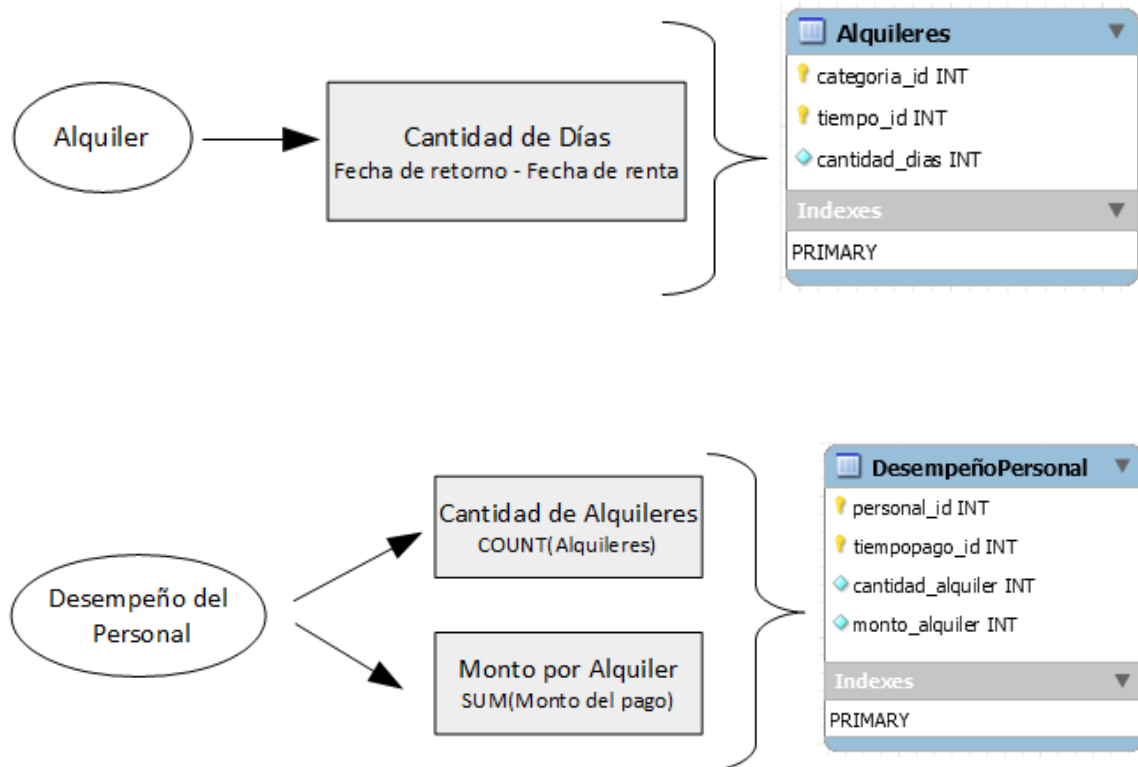 Alquiler
Cantidad de Días
Fecha de retorno - Fecha de renta
Alquileres
categoria_id INT
tiempo_id INT
cantidad_dias INT
Indexes
PRIMARY
Desempeño del
Personal
Cantidad de Alquileres
COUNT(Alquileres)
Monto por Alquiler
SUM(Monto del pago)
DesempeñoPersonal
personal_id INT
tiempopago_id INT
cantidad_alquiler INT
monto_alquiler INT
Indexes
PRIMARY